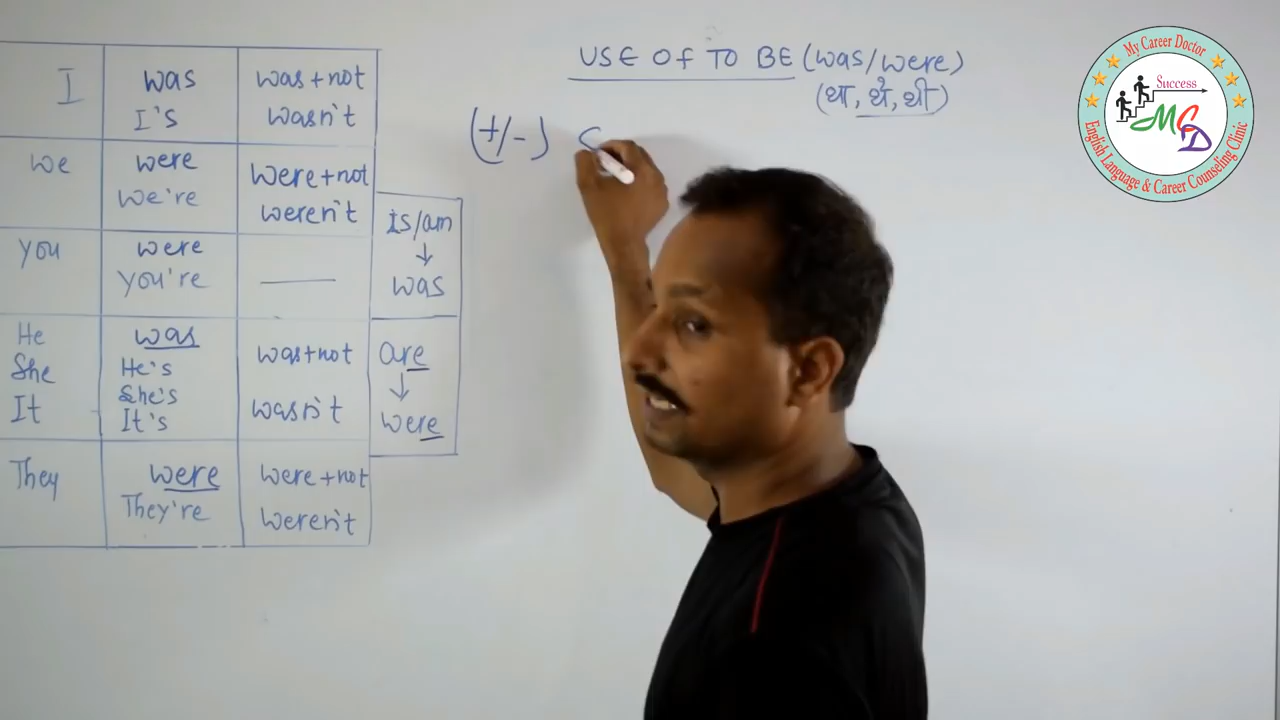 USE OF TO BE (was/were)
(था, थे, थी)
(+/-) S
I
was
I's
was+not
wasn't
we
were
we're
were+not
weren't
you
were
you're
He
She
It
was
He's
She's
It's
was+not
wasn't
They
were
They're
were+not
weren't
is/am
↓
was
are
↓
were
My Career Doctor
Success
MCD
English Language & Career Counseling Clinic